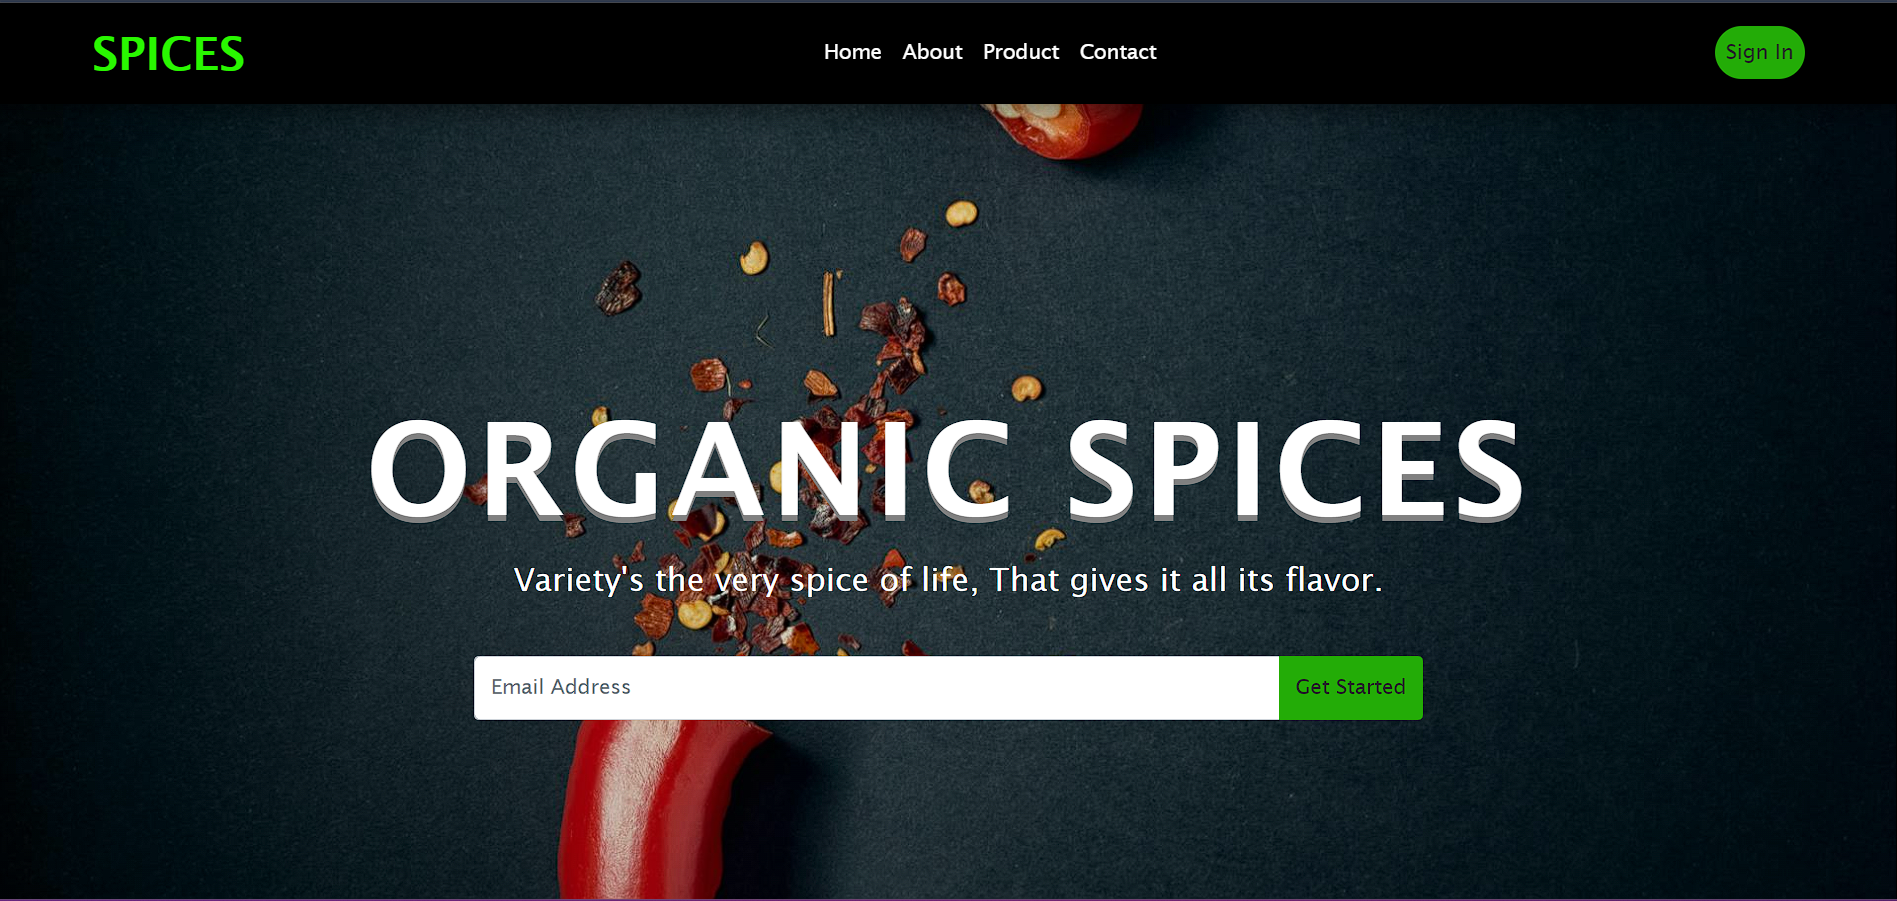 SPICES
Home About Product Contact
Sign In
ORGANIC SPICES
Variety's the very spice of life, That gives it all its flavor.
Email Address
Get Started